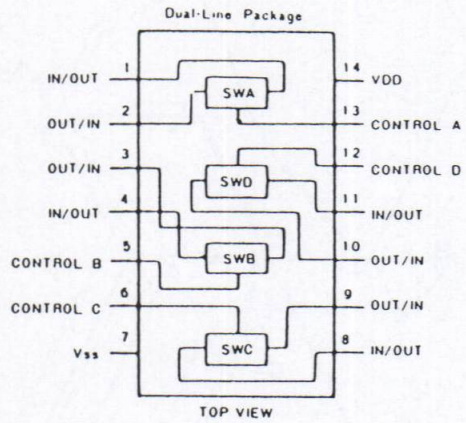 Dual-Line Package
1
IN/OUT
2
OUT/IN
3
OUT/IN
4
IN/OUT
5
CONTROL B
6
CONTROL C
7
Vss
SWA
SWD
SWB
SWC
14
VDD
13
CONTROL A
12
CONTROL D
11
IN/OUT
10
OUT/IN
9
OUT/IN
8
IN/OUT
TOP VIEW